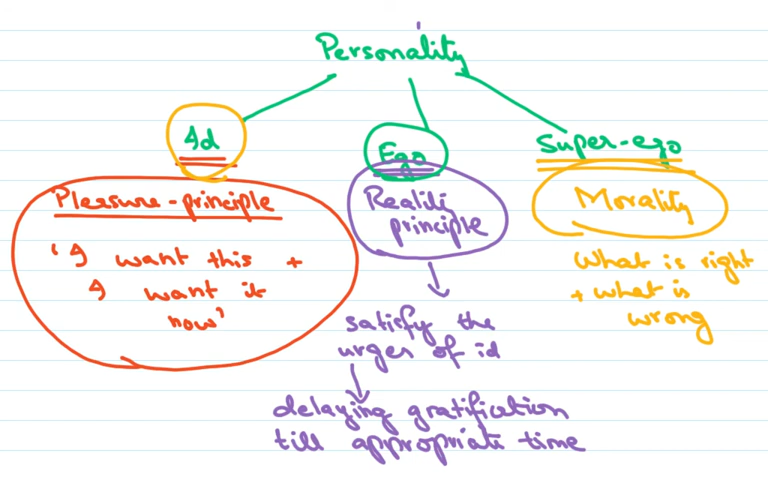 Personality
Id
Ego
Super-ego
Pleasure-principle
'I want this +
I want it
now'
Realiti
principle
satisfy the
urges of id
delaying gratification
till appropriate time
Morality
What is right
+ what is
wrong